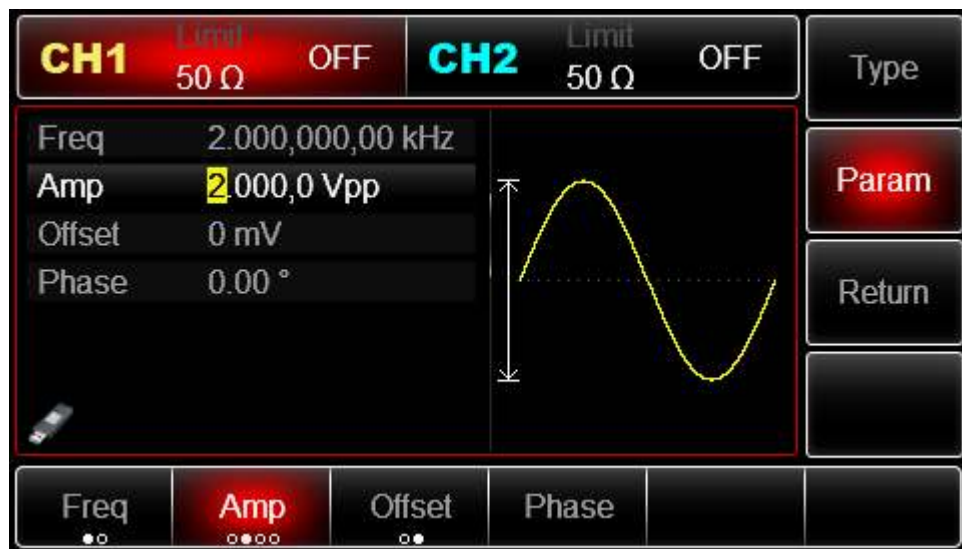 CH1 Limit 50 Ω OFF CH2 Limit 50 Ω OFF
Type
Freq 2.000,000,00 kHz
Amp 2.000,0 Vpp
Offset 0 mV
Phase 0.00 °
Param
Return
Freq Amp Offset Phase